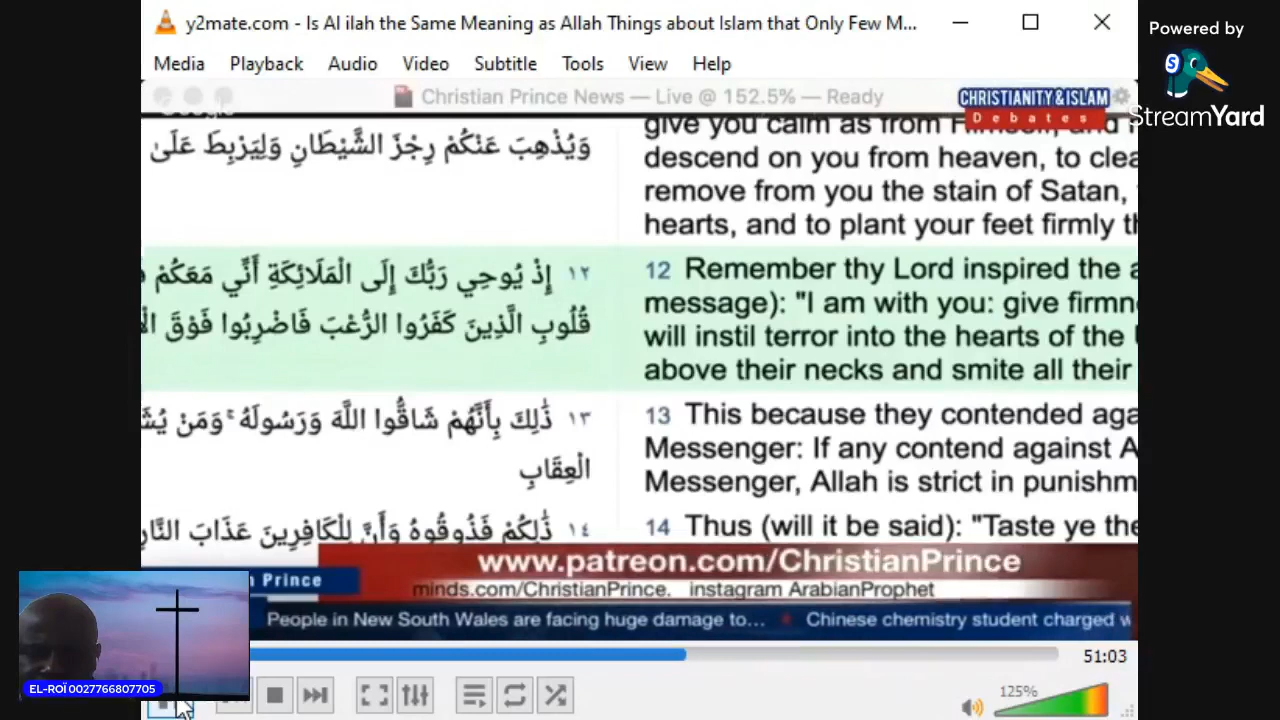 y2mate.com - Is Al ilah the Same Meaning as Allah Things about Islam that Only Few M...
Powered by
StreamYard
Media Playback Audio Video Subtitle Tools View Help
Christian Prince News — Live @ 152.5% — Ready
CHRISTIANITY & ISLAM
Debates
give you calm as from Himself, and
descend on you from heaven, to clea
remove from you the stain of Satan,
hearts, and to plant your feet firmly th
وَيُذْهِبَ عَنْكُمْ رِجْزَ الشَّيْطَانِ وَلِيَرْبِطَ عَلَىٰ
12 Remember thy Lord inspired the a
message): "I am with you: give firmn
will instil terror into the hearts of the
above their necks and smite all their
١٢ إِذْ يُوحِي رَبُّكَ إِلَى الْمَلَائِكَةِ أَنِّي مَعَكُمْ
قُلُوبِ الَّذِينَ كَفَرُوا الرُّعْبَ فَاضْرِبُوا فَوْقَ
13 This because they contended aga
Messenger: If any contend against A
Messenger, Allah is strict in punishm
١٣ ذَٰلِكَ بِأَنَّهُمْ شَاقُّوا اللَّهَ وَرَسُولَهُ ۚ وَمَنْ يُشَ
الْعِقَابِ
14 Thus (will it be said): "Taste ye the
١٤ ذَٰلِكُمْ فَذُوقُوهُ وَأَنَّ لِلْكَافِرِينَ عَذَابَ النَّارِ
www.patreon.com/ChristianPrince
n Prince
minds.com/ChristianPrince. instagram ArabianProphet
People in New South Wales are facing huge damage to... Chinese chemistry student charged w
51:03
EL-ROÏ 0027766807705
125%